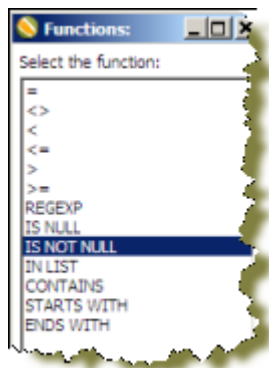 Functions:
Select the function:
=
<>
<
<=
>
>=
REGEXP
IS NULL
IS NOT NULL
IN LIST
CONTAINS
STARTS WITH
ENDS WITH